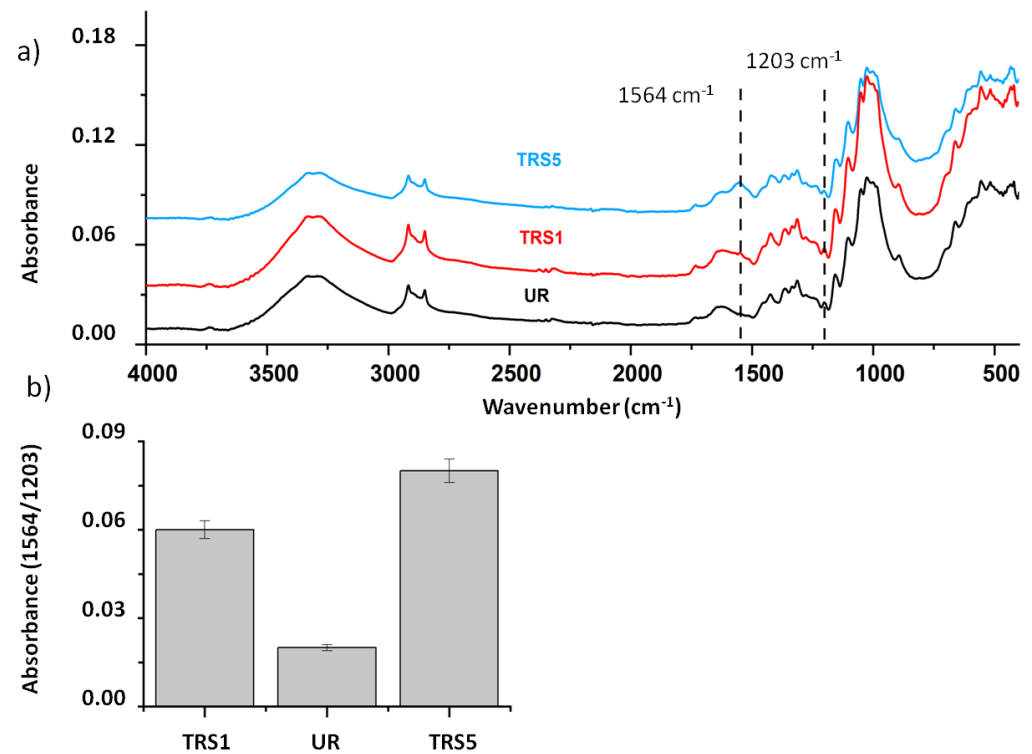 a)
0.18
0.12
0.06
0.00
Absorbance
1564 cm-1
1203 cm-1
TRS5
TRS1
UR
4000 3500 3000 2500 2000 1500 1000 500
Wavenumber (cm-1)
b)
0.09
0.06
0.03
0.00
Absorbance (1564/1203)
TRS1 UR TRS5